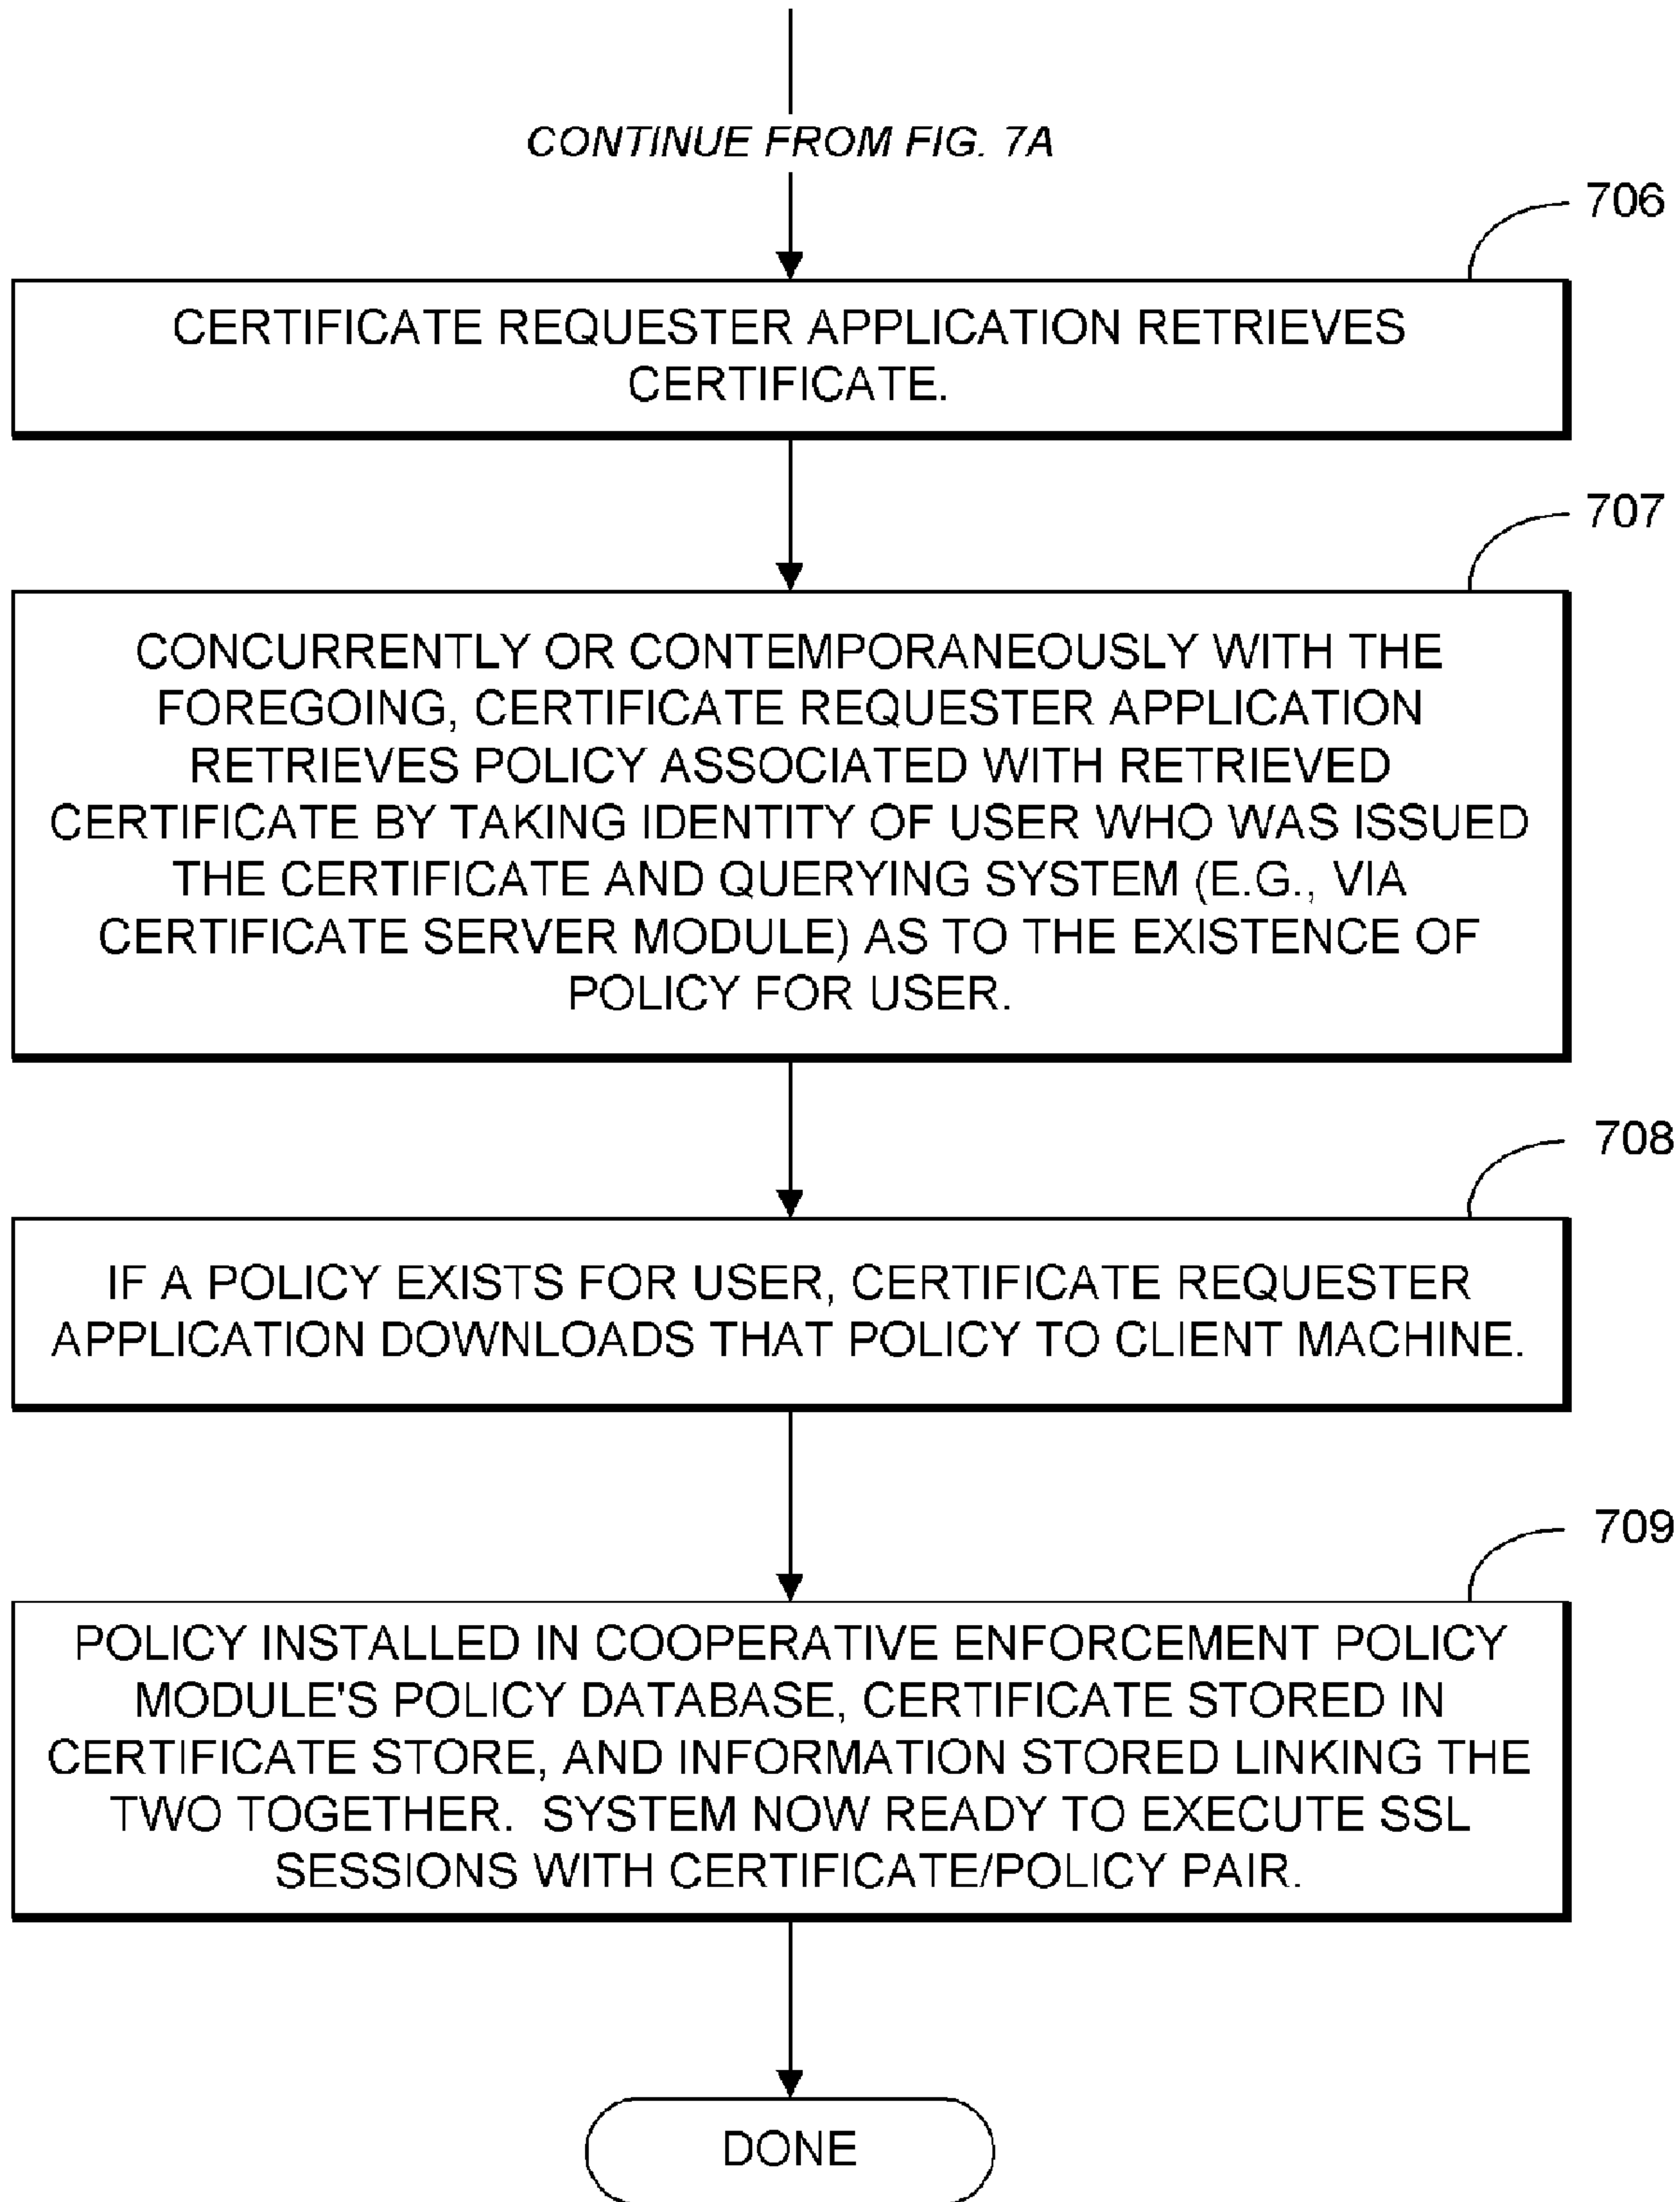 CONTINUE FROM FIG. 7A
706
CERTIFICATE REQUESTER APPLICATION RETRIEVES
CERTIFICATE.
707
CONCURRENTLY OR CONTEMPORANEOUSLY WITH THE
FOREGOING, CERTIFICATE REQUESTER APPLICATION
RETRIEVES POLICY ASSOCIATED WITH RETRIEVED
CERTIFICATE BY TAKING IDENTITY OF USER WHO WAS ISSUED
THE CERTIFICATE AND QUERYING SYSTEM (E.G., VIA
CERTIFICATE SERVER MODULE) AS TO THE EXISTENCE OF
POLICY FOR USER.
708
IF A POLICY EXISTS FOR USER, CERTIFICATE REQUESTER
APPLICATION DOWNLOADS THAT POLICY TO CLIENT MACHINE.
709
POLICY INSTALLED IN COOPERATIVE ENFORCEMENT POLICY
MODULE'S POLICY DATABASE, CERTIFICATE STORED IN
CERTIFICATE STORE, AND INFORMATION STORED LINKING THE
TWO TOGETHER.  SYSTEM NOW READY TO EXECUTE SSL
SESSIONS WITH CERTIFICATE/POLICY PAIR.
DONE